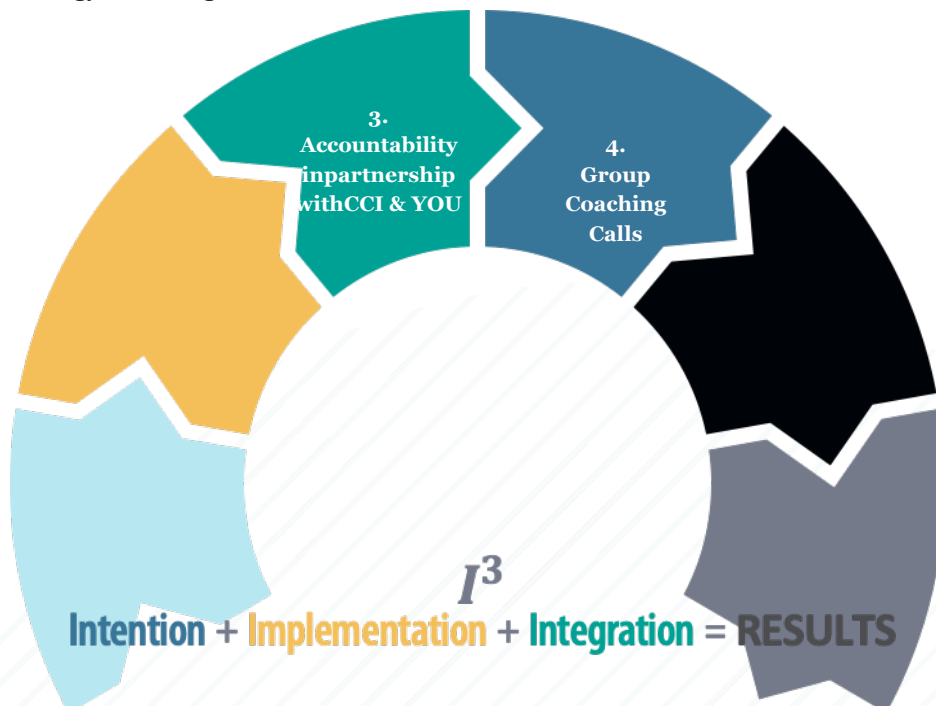 3.
Accountability
inpartnership
withCCI & YOU
4.
Group
Coaching
Calls
I³
Intention + Implementation + Integration = RESULTS